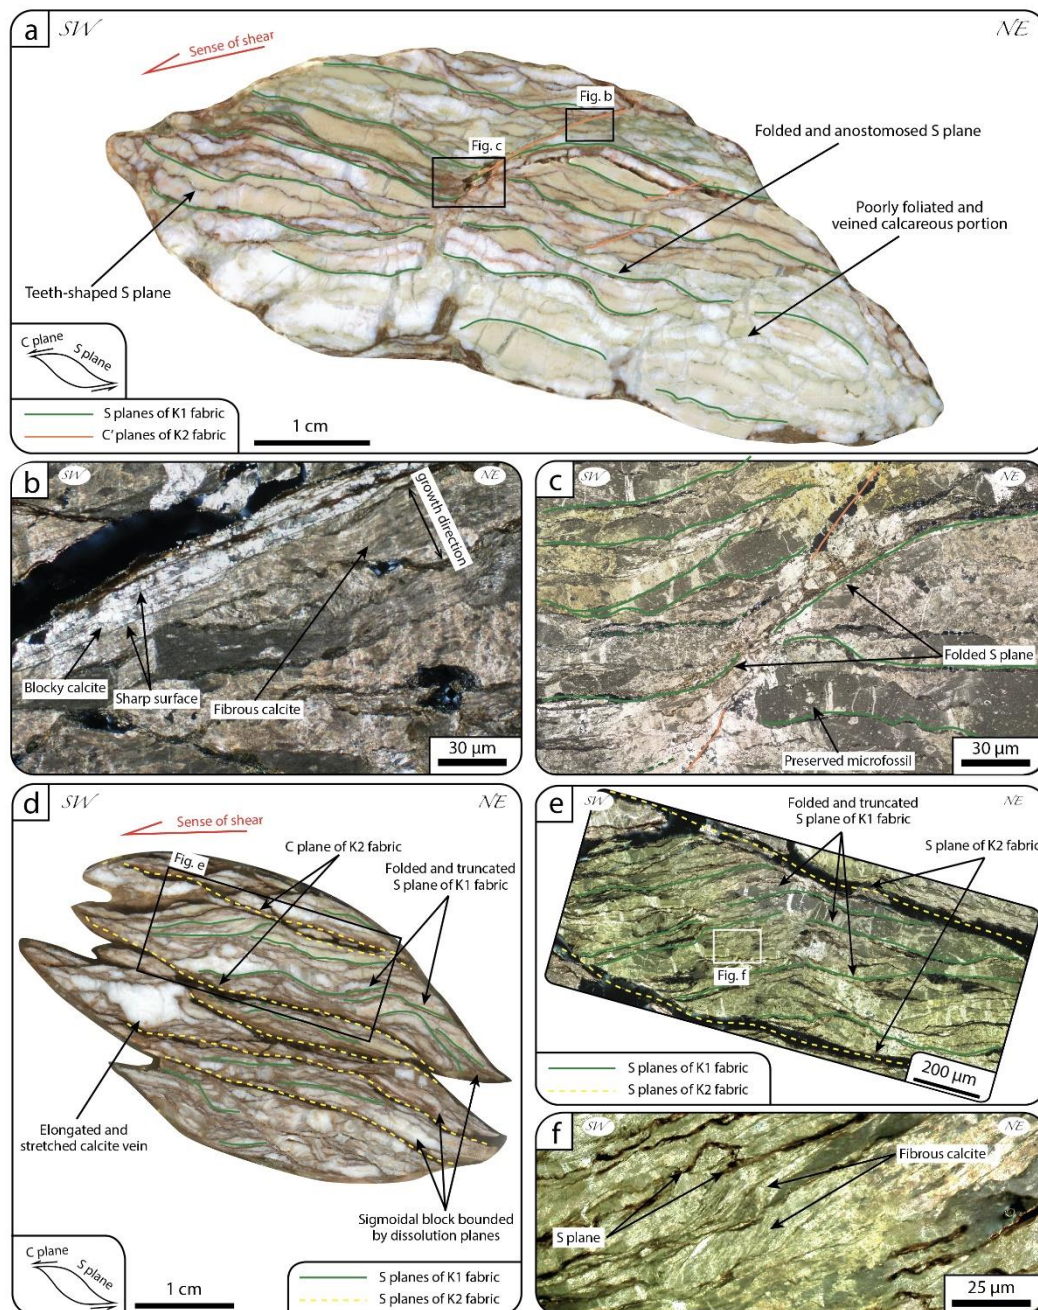 a
SW
NE
Sense of shear
Fig. b
Fig. c
Folded and anostomosed S plane
Poorly foliated and
veined calcareous portion
Teeth-shaped S plane
C plane
S plane
S planes of K1 fabric
C' planes of K2 fabric
1 cm
b
SW
NE
growth direction
Blocky calcite
Sharp surface
Fibrous calcite
30 µm
c
SW
NE
Folded S plane
Preserved microfossil
30 µm
d
SW
NE
Sense of shear
Fig. e
C plane of K2 fabric
Folded and truncated
S plane of K1 fabric
Elongated and
stretched calcite vein
Sigmoidal block bounded
by dissolution planes
C plane
S plane
1 cm
S planes of K1 fabric
S planes of K2 fabric
e
SW
NE
Folded and truncated
S plane of K1 fabric
S plane of K2 fabric
Fig. f
S planes of K1 fabric
S planes of K2 fabric
200 µm
f
SW
NE
Fibrous calcite
S plane
25 µm